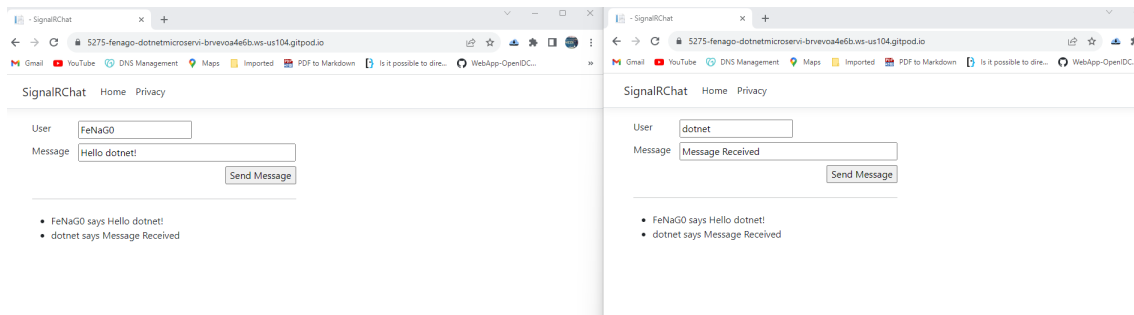 - SignalRChat
5275-fenago-dotnetmicroservi-brvevoa4e6b.ws-us104.gitpod.io
Gmail YouTube DNS Management Maps Imported PDF to Markdown Is it possible to dire... WebApp-OpenIDC... »
SignalRChat Home Privacy
User FeNaG0
Message Hello dotnet!
Send Message
• FeNaG0 says Hello dotnet!
• dotnet says Message Received
- SignalRChat
5275-fenago-dotnetmicroservi-brvevoa4e6b.ws-us104.gitpod.io
Gmail YouTube DNS Management Maps Imported PDF to Markdown Is it possible to dire... WebApp-OpenIDC.
SignalRChat Home Privacy
User dotnet
Message Message Received
Send Message
• FeNaG0 says Hello dotnet!
• dotnet says Message Received